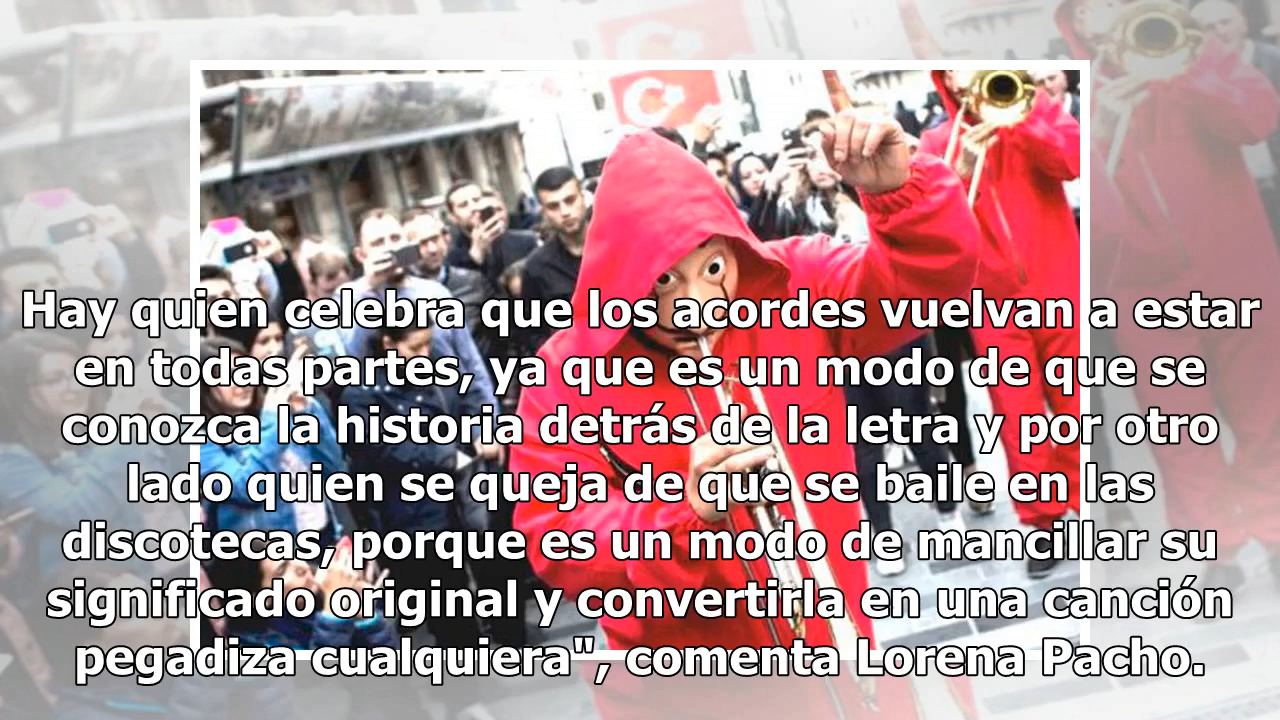 Hay quien celebra que los acordes vuelvan a estar
en todas partes, ya que es un modo de que se
conozca la historia detrás de la letra y por otro
lado quien se queja de que se baile en las
discotecas, porque es un modo de mancillar su
significado original y convertirla en una canción
pegadiza cualquiera", comenta Lorena Pacho.